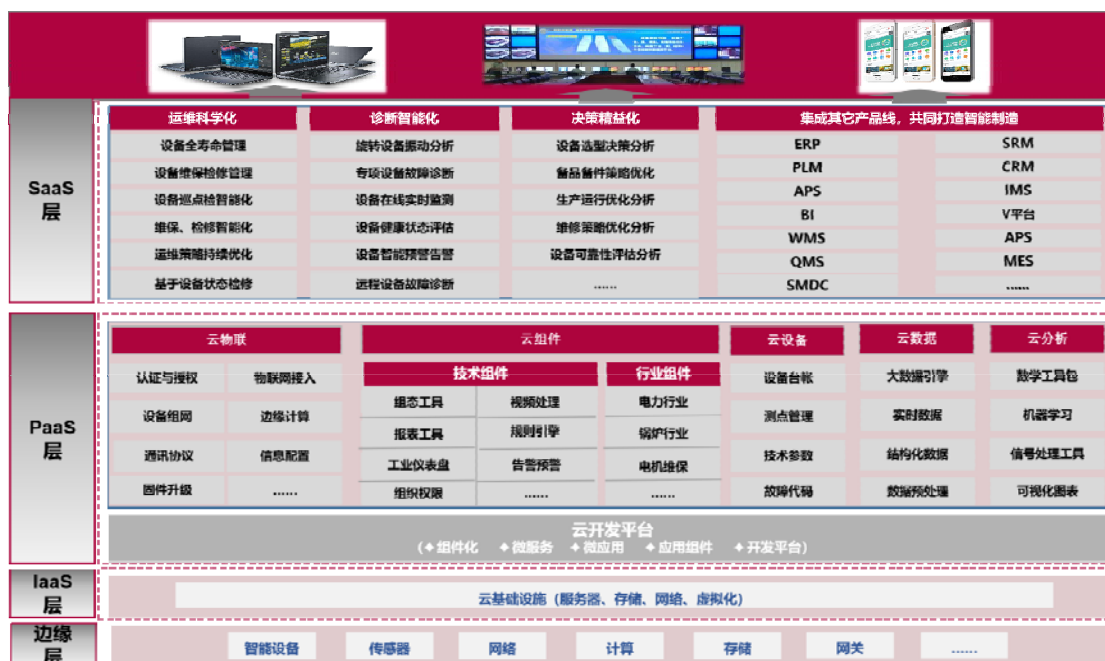 SaaS
层
运维科学化
设备全寿命管理
设备维保检修管理
设备巡点检智能化
维保、检修智能化
运维策略持续优化
基于设备状态检修
诊断智能化
旋转设备振动分析
专项设备故障诊断
设备在线实时监测
设备健康状态评估
设备智能预警告警
远程设备故障诊断
决策精益化
设备选型决策分析
备品备件策略优化
生产运行优化分析
维修策略优化分析
设备可靠性评估分析
......
集成其它产品线，共同打造智能制造
ERP
PLM
APS
BI
WMS
QMS
SMDC
SRM
CRM
IMS
V平台
APS
MES
......
PaaS
层
云物联
认证与授权
设备组网
通讯协议
固件升级
物联网接入
边缘计算
信息配置
......
云组件
技术组件
组态工具
报表工具
工业仪表盘
组织权限
视频处理
规则引擎
告警预警
......
行业组件
电力行业
锅炉行业
电机维保
......
云设备
设备台帐
测点管理
技术参数
故障代码
云数据
大数据引擎
实时数据
结构化数据
数据预处理
云分析
数学工具包
机器学习
信号处理工具
可视化图表
云开发平台
(✦组件化 ✦微服务 ✦微应用 ✦应用组件 ✦开发平台)
IaaS
层
云基础设施（服务器、存储、网络、虚拟化）
边缘
层
智能设备
传感器
网络
计算
存储
网关
......